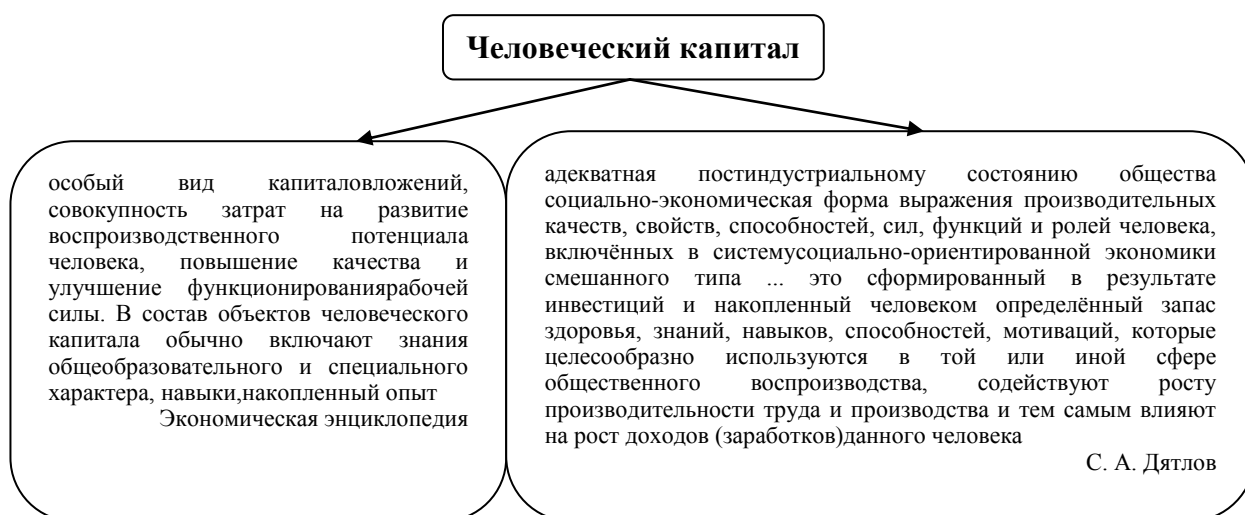 Человеческий капитал
особый вид капиталовложений,
совокупность затрат на развитие
воспроизводственного потенциала
человека, повышение качества и
улучшение функционированиярабочей
силы. В состав объектов человеческого
капитала обычно включают знания
общеобразовательного и специального
характера, навыки,накопленный опыт
Экономическая энциклопедия
адекватная постиндустриальному состоянию общества
социально-экономическая форма выражения производительных
качеств, свойств, способностей, сил, функций и ролей человека,
включённых в системусоциально-ориентированной экономики
смешанного типа ... это сформированный в результате
инвестиций и накопленный человеком определённый запас
здоровья, знаний, навыков, способностей, мотиваций, которые
целесообразно используются в той или иной сфере
общественного воспроизводства, содействуют росту
производительности труда и производства и тем самым влияют
на рост доходов (заработков)данного человека
С. А. Дятлов